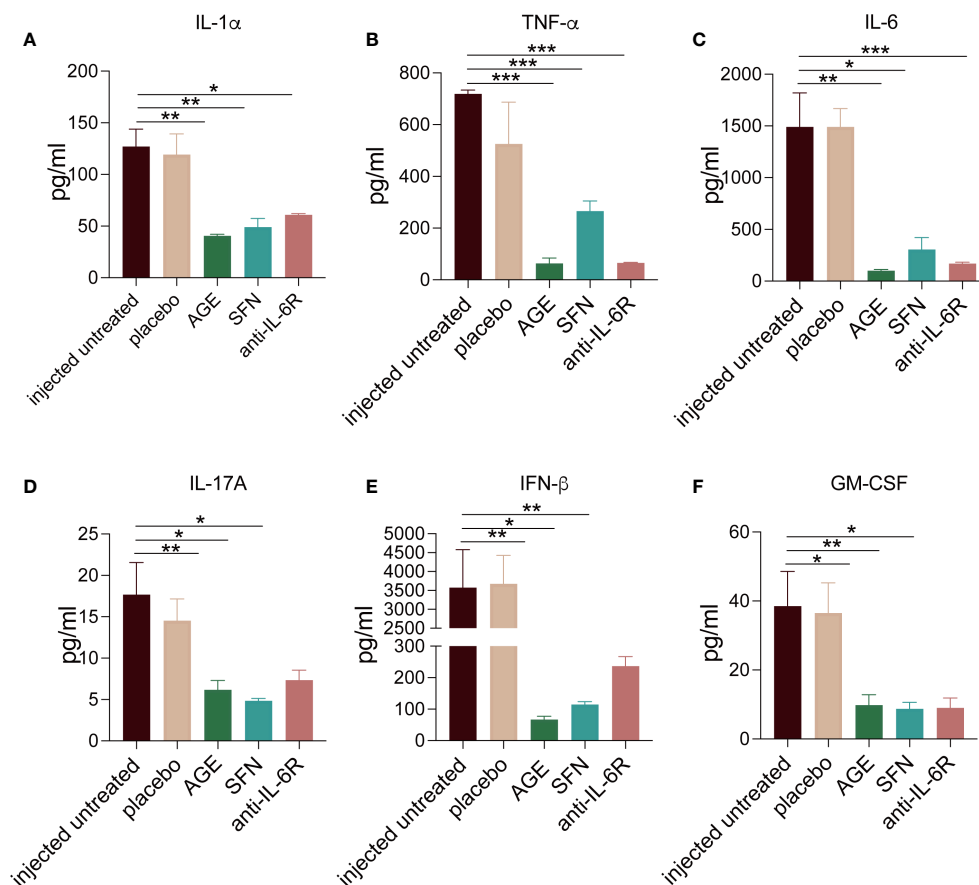 A
IL-1α
*
**
**
150
200
100
50
0
pg/ml
injected untreated
placebo
AGE
SFN
anti-IL-6R
B
TNF-α
***
***
***
800
600
400
200
0
pg/ml
injected untreated
placebo
AGE
SFN
anti-IL-6R
C
IL-6
***
*
**
2000
1500
1000
500
0
pg/ml
injected untreated
placebo
AGE
SFN
anti-IL-6R
D
IL-17A
*
*
**
25
20
15
10
5
0
pg/ml
injected untreated
placebo
AGE
SFN
anti-IL-6R
E
IFN-β
**
*
**
5000
4500
4000
3500
3000
2500
300
200
100
0
pg/ml
injected untreated
placebo
AGE
SFN
anti-IL-6R
F
GM-CSF
*
**
*
60
40
20
0
pg/ml
injected untreated
placebo
AGE
SFN
anti-IL-6R